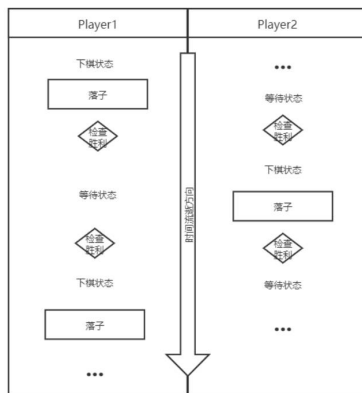 Player1
Player2
下棋状态
落子
检查
胜利
等待状态
检查
胜利
下棋状态
落子
...
时间流逝方向
...
等待状态
检查
胜利
下棋状态
落子
检查
胜利
等待状态
...